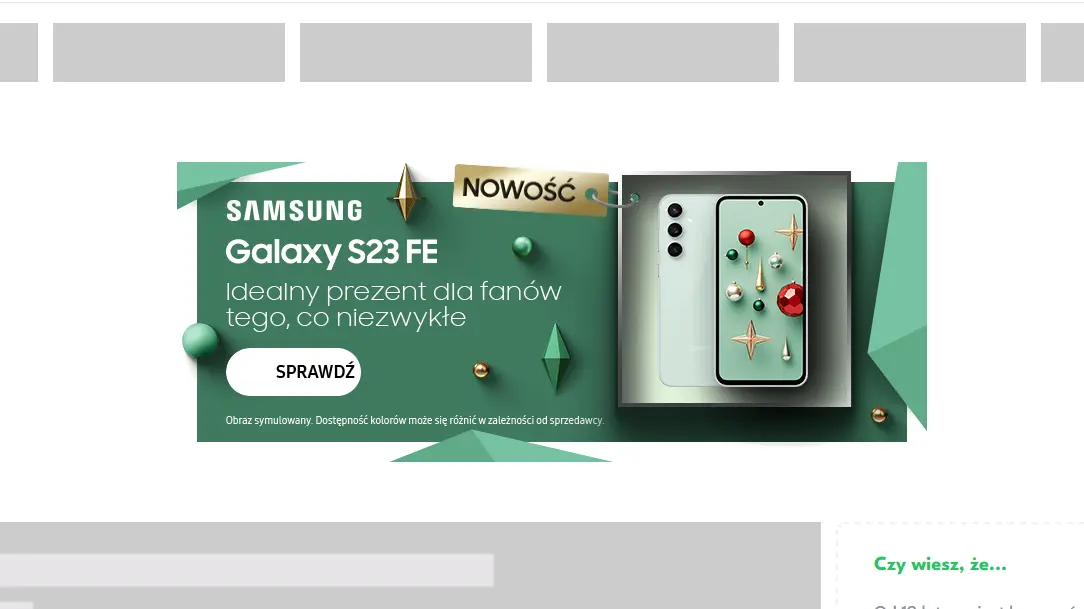 NOWOŚĆ
SAMSUNG
Galaxy S23 FE
Idealny prezent dla fanów
tego, co niezwykłe
SPRAWDŹ
Obraz symulowany. Dostępność kolorów może się różnić w zależności od sprzedawcy.
Czy wiesz, że...